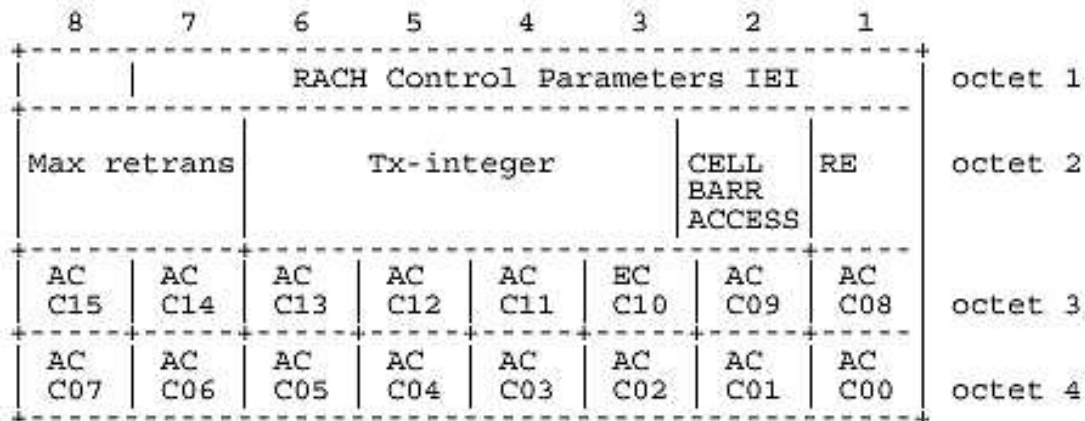 8 7 6 5 4 3 2 1
RACH Control Parameters IEI octet 1
Max retrans Tx-integer CELL RE octet 2
BARR
ACCESS
AC AC AC AC AC EC AC AC
C15 C14 C13 C12 C11 C10 C09 C08 octet 3
AC AC AC AC AC AC AC AC
C07 C06 C05 C04 C03 C02 C01 C00 octet 4